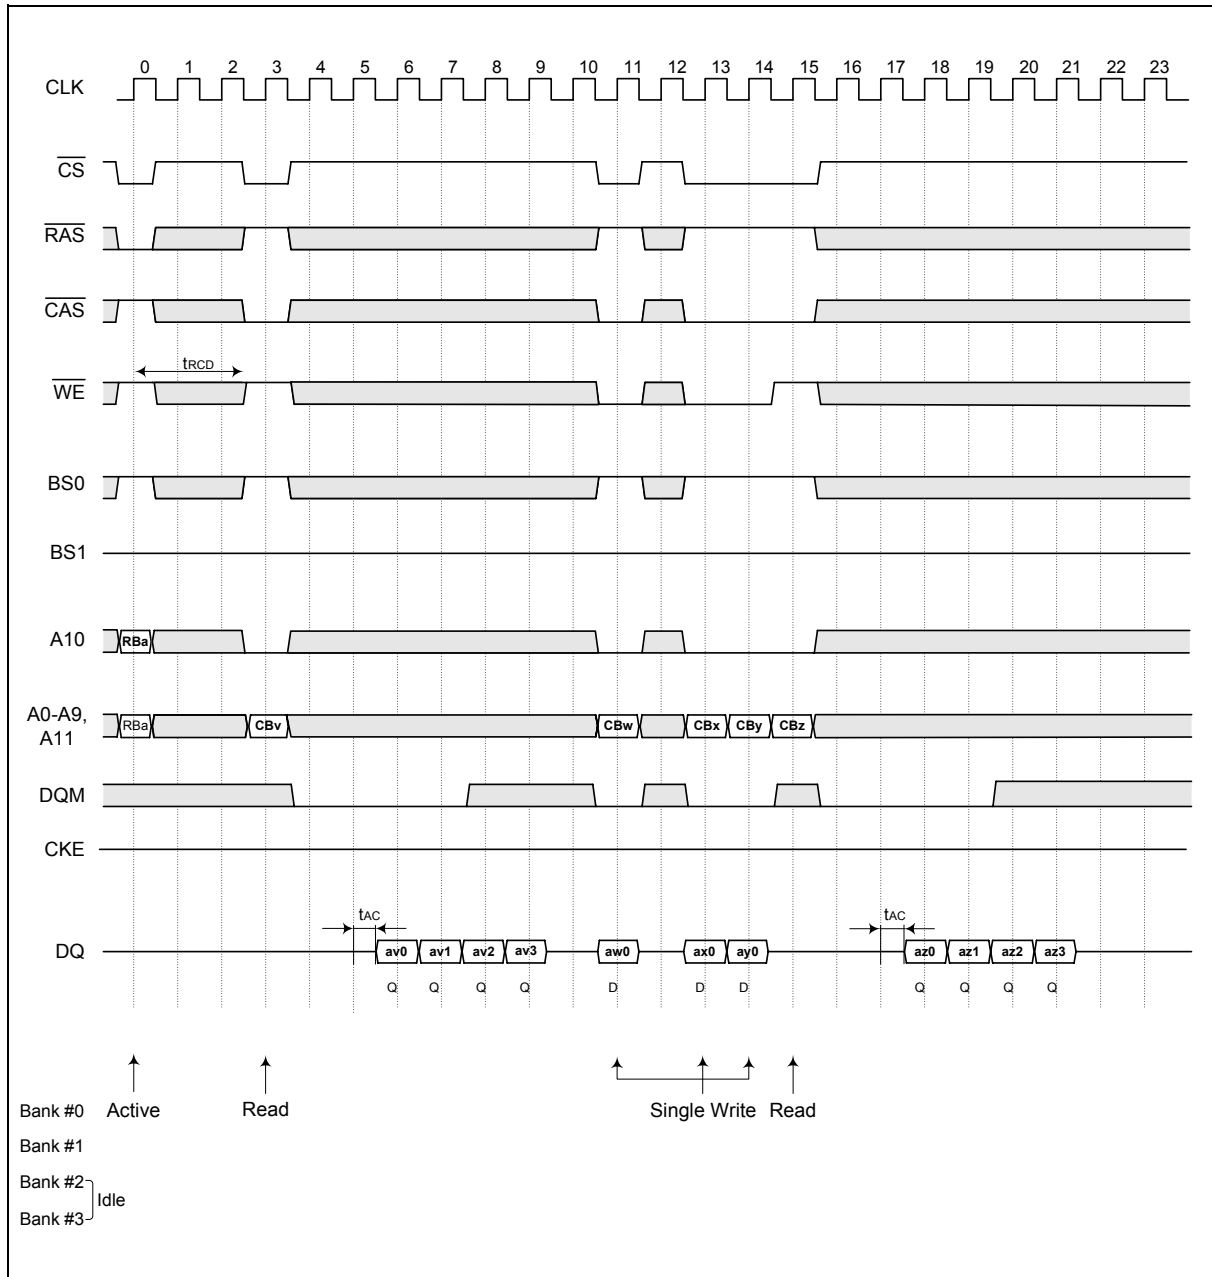 0 1 2 3 4 5 6 7 8 9 10 11 12 13 14 15 16 17 18 19 20 21 22 23
CLK
CS
RAS
CAS
tRCD
WE
BS0
BS1
A10 RBa
A0-A9, A11 RBa CBv CBw CBx CBy CBz
DQM
CKE
tAC tAC
DQ av0 av1 av2 av3 aw0 ax0 ay0 az0 az1 az2 az3
Q Q Q Q D D D Q Q Q Q
Bank #0 Active Read Single Write Read
Bank #1
Bank #2
Idle
Bank #3